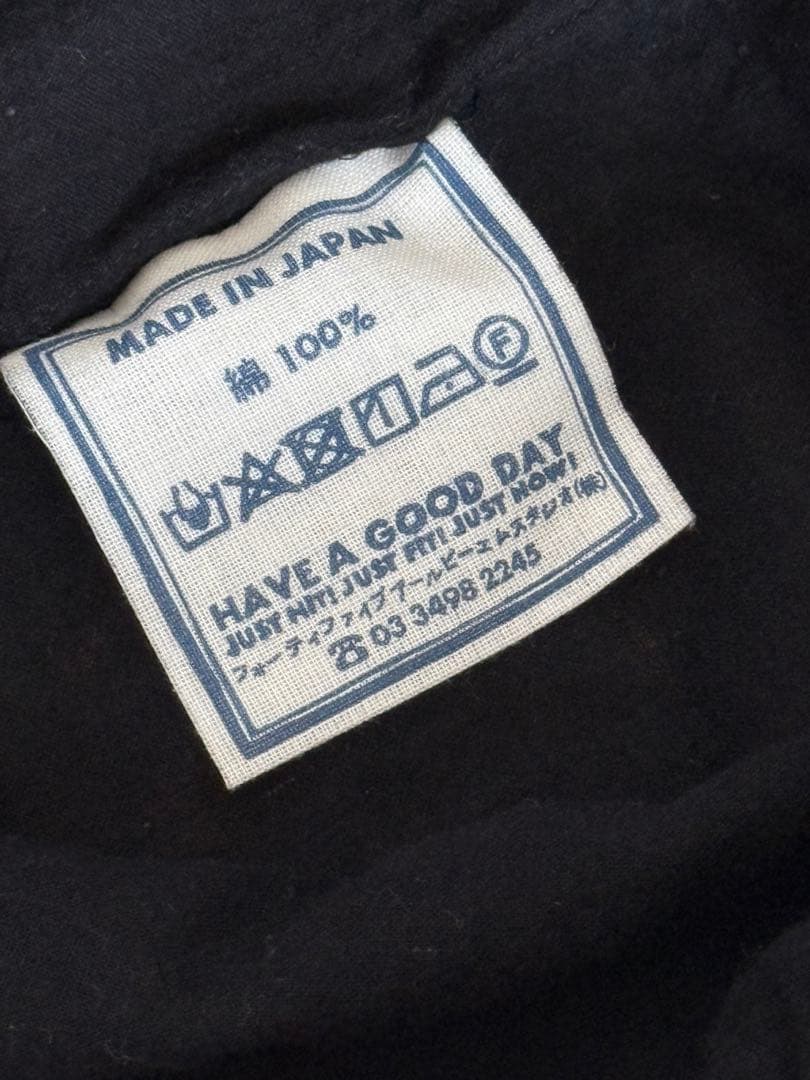 MADE IN JAPAN
綿 100%
F
HAVE A GOOD DAY
JUST HIT! JUST FIT! JUST NOW!
フォーティファイブアールピーエムスタジオ(株)
☎ 03 3498 2245